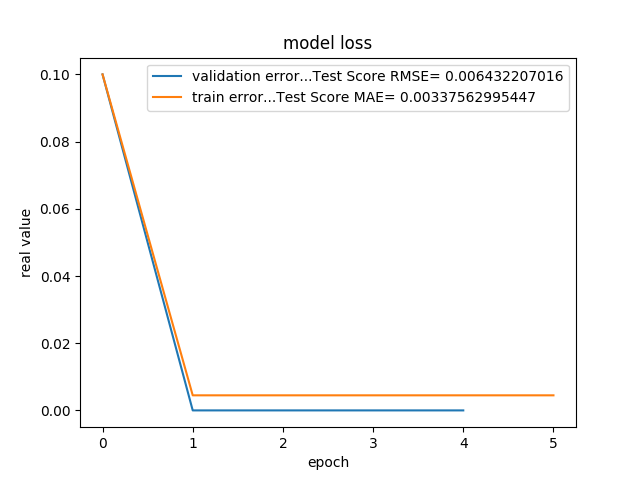 model loss
validation error...Test Score RMSE= 0.006432207016
train error...Test Score MAE= 0.00337562995447
real value
0.10
0.08
0.06
0.04
0.02
0.00
0 1 2 3 4 5
epoch